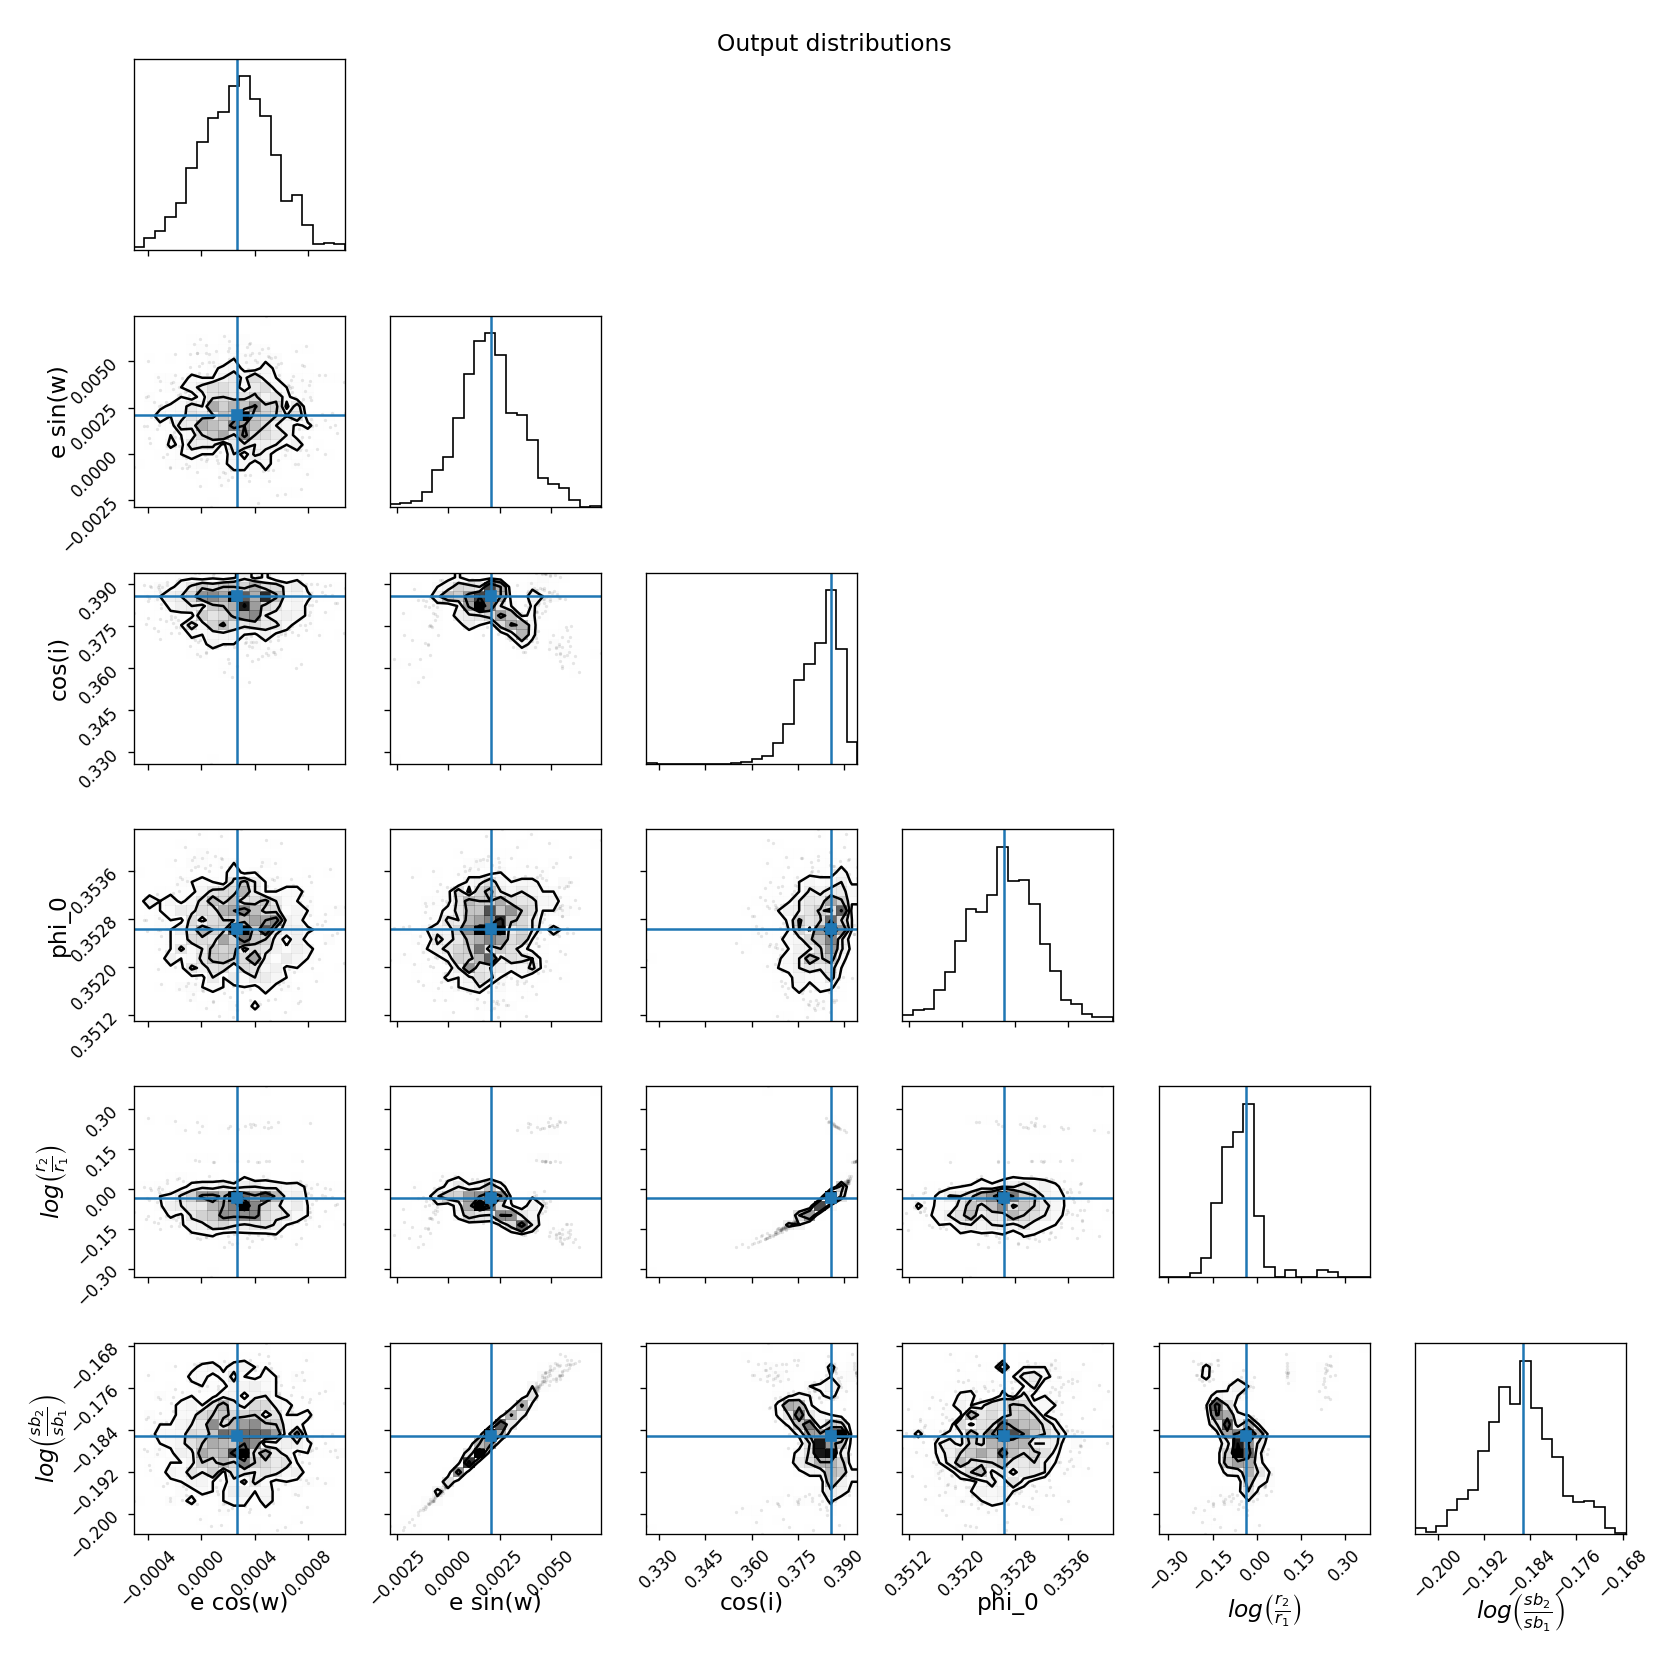 Output distributions
e sin(w)
0.0050
0.0025
0.0000
−0.0025
cos(i)
0.390
0.375
0.360
0.345
0.330
phi_0
0.3536
0.3528
0.3520
0.3512
log(r2/r1)
0.30
0.15
0.00
−0.15
−0.30
log(sb2/sb1)
−0.168
−0.176
−0.184
−0.192
−0.200
−0.0004 0.0000 0.0004 0.0008
e cos(w)
−0.0025 0.0000 0.0025 0.0050
e sin(w)
0.330 0.345 0.360 0.375 0.390
cos(i)
0.3512 0.3520 0.3528 0.3536
phi_0
−0.30 −0.15 0.00 0.15 0.30
log(r2/r1)
−0.200 −0.192 −0.184 −0.176 −0.168
log(sb2/sb1)